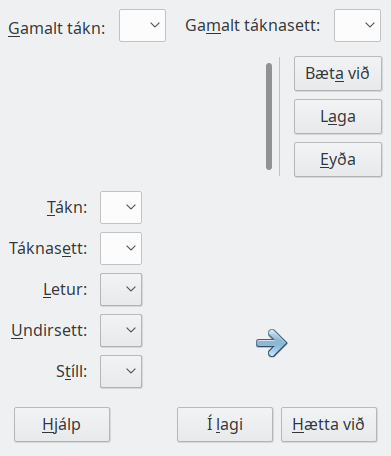 Gamalt tákn: Gamalt táknasett:
Bæta við
Laga
Eyða
Tákn:
Táknasett:
Letur:
Undirsett:
Stíll:
Hjálp Í lagi Hætta við